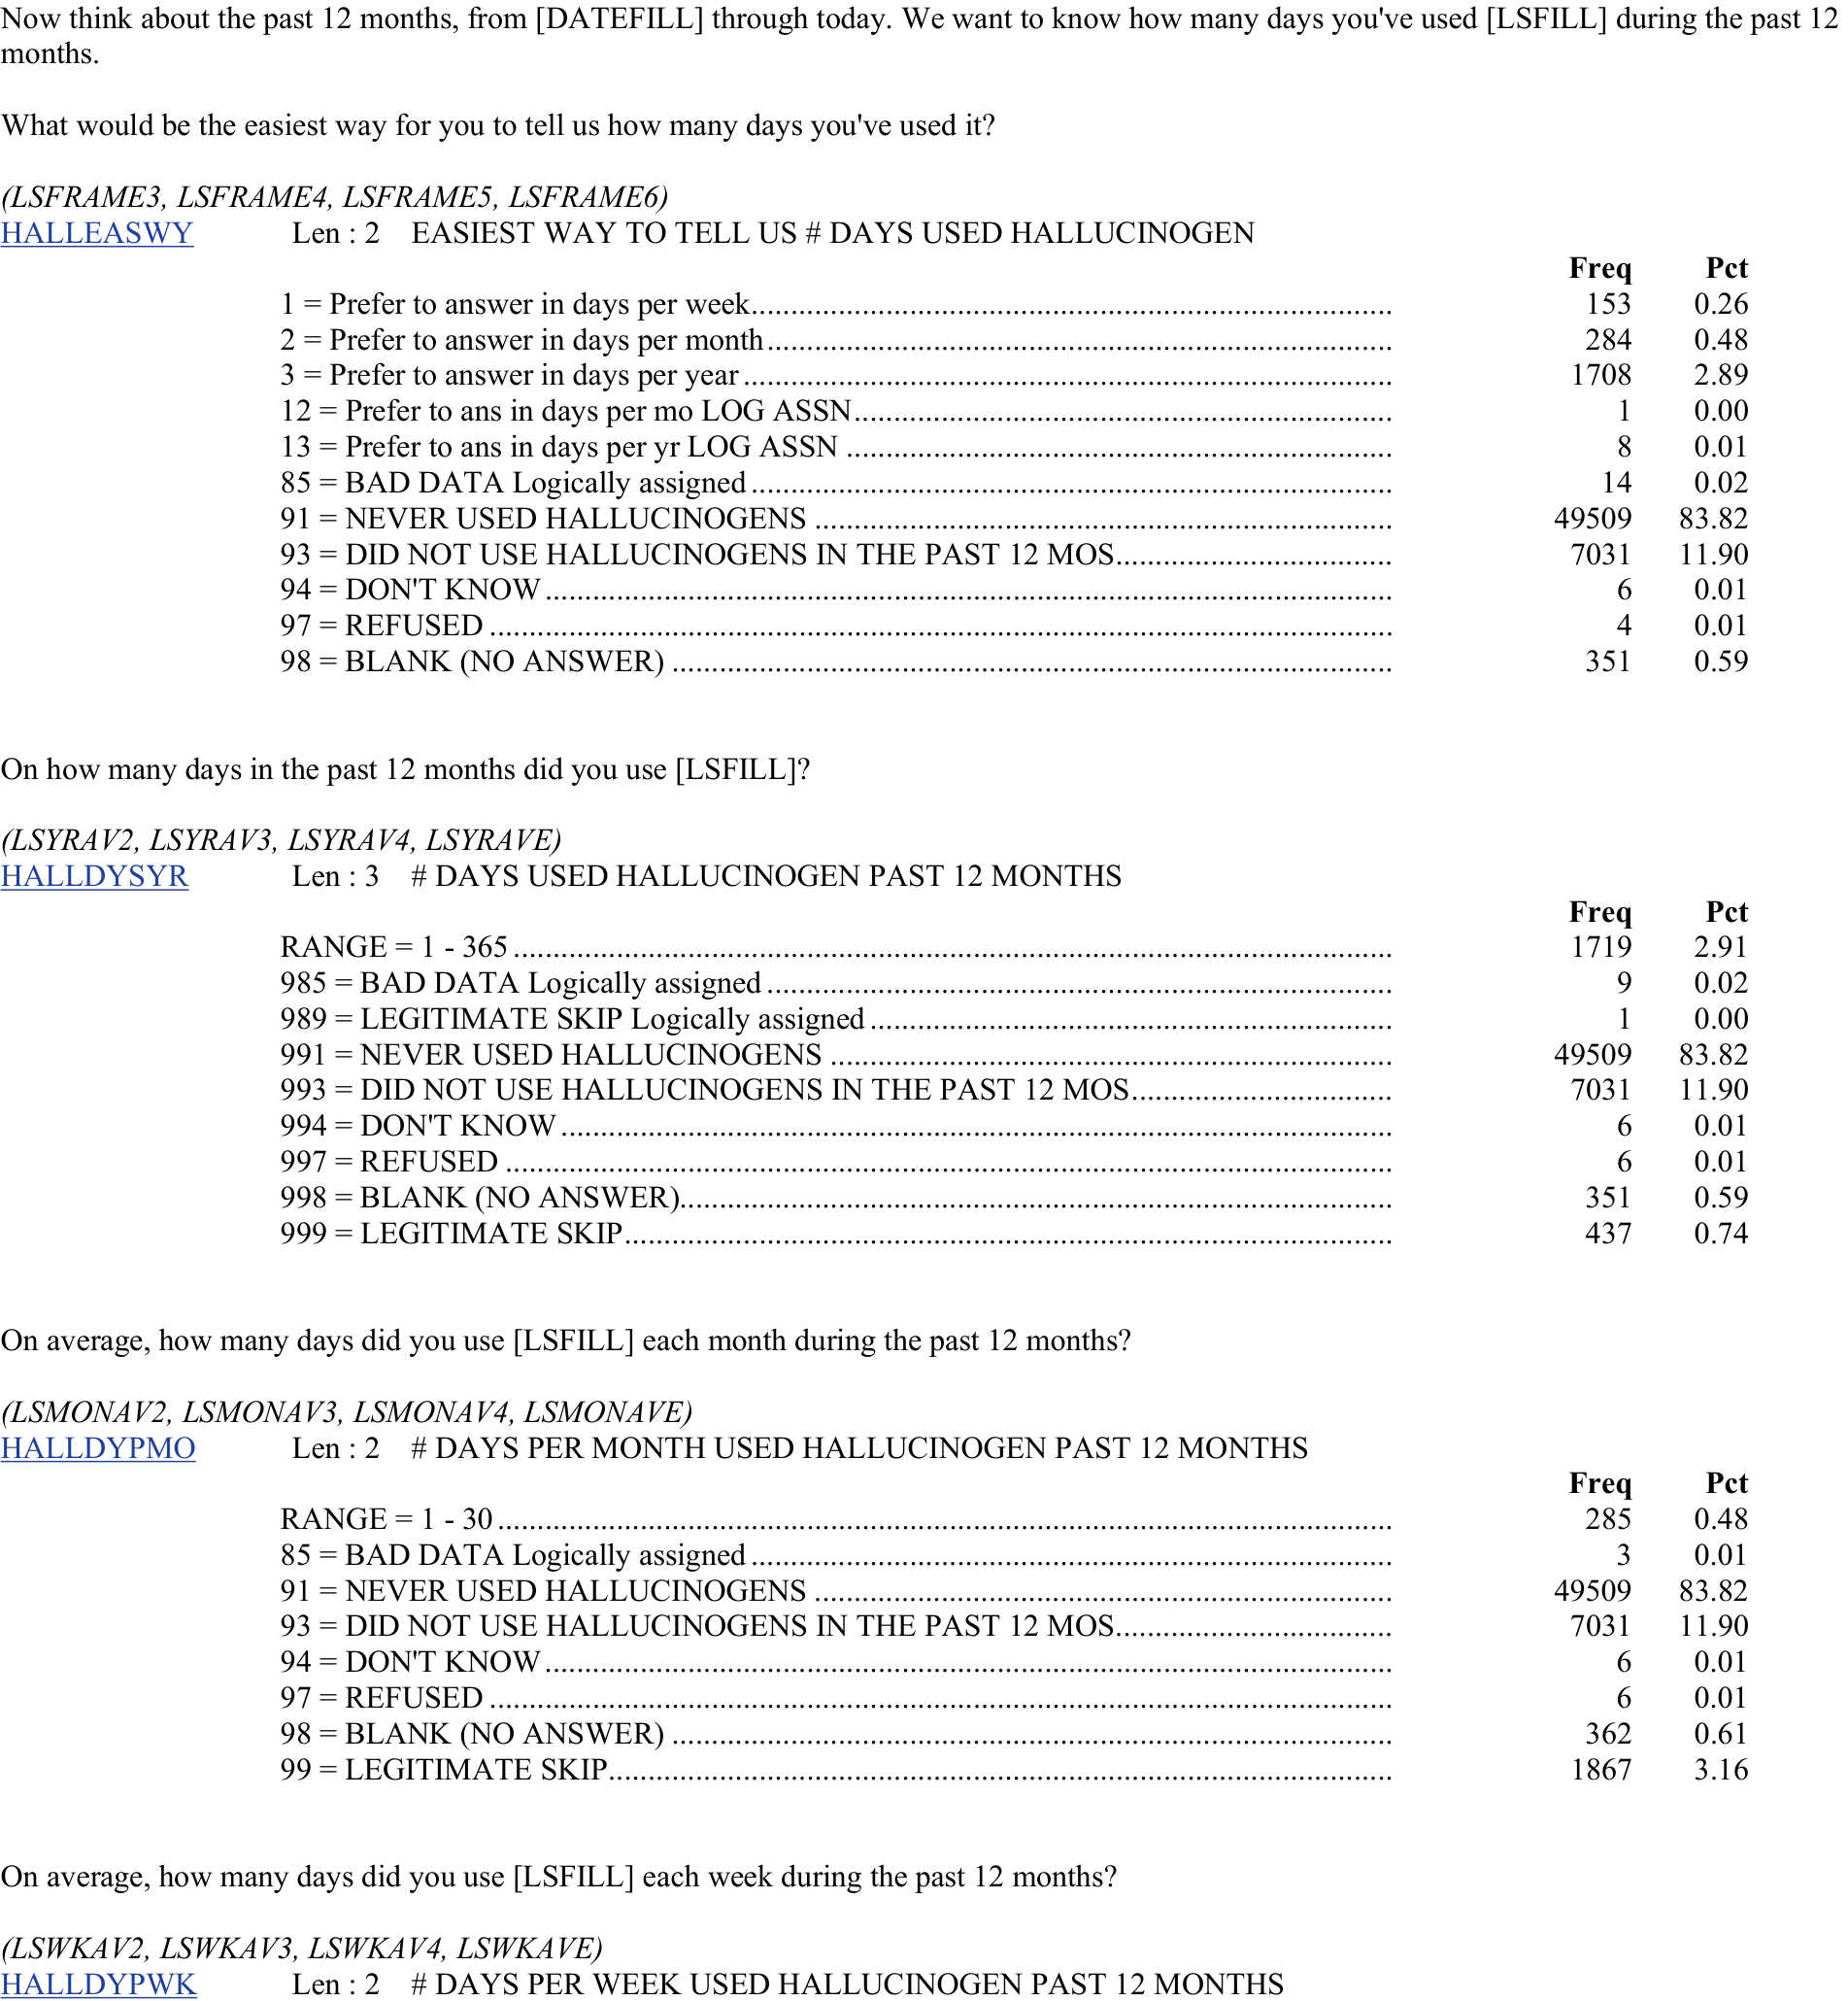 Now think about the past 12 months, from [DATEFILL] through today. We want to know how many days you've used [LSFILL] during the past 12
months.
What would be the easiest way for you to tell us how many days you've used it?
(LSFRAME3, LSFRAME4, LSFRAME5, LSFRAME6)
HALLEASWY Len : 2 EASIEST WAY TO TELL US # DAYS USED HALLUCINOGEN
Freq Pct
1 = Prefer to answer in days per week 153 0.26
2 = Prefer to answer in days per month 284 0.48
3 = Prefer to answer in days per year 1708 2.89
12 = Prefer to ans in days per mo LOG ASSN 1 0.00
13 = Prefer to ans in days per yr LOG ASSN 8 0.01
85 = BAD DATA Logically assigned 14 0.02
91 = NEVER USED HALLUCINOGENS 49509 83.82
93 = DID NOT USE HALLUCINOGENS IN THE PAST 12 MOS 7031 11.90
94 = DON'T KNOW 6 0.01
97 = REFUSED 4 0.01
98 = BLANK (NO ANSWER) 351 0.59
On how many days in the past 12 months did you use [LSFILL]?
(LSYRAV2, LSYRAV3, LSYRAV4, LSYRAVE)
HALLDYSYR Len : 3 # DAYS USED HALLUCINOGEN PAST 12 MONTHS
Freq Pct
RANGE = 1 - 365 1719 2.91
985 = BAD DATA Logically assigned 9 0.02
989 = LEGITIMATE SKIP Logically assigned 1 0.00
991 = NEVER USED HALLUCINOGENS 49509 83.82
993 = DID NOT USE HALLUCINOGENS IN THE PAST 12 MOS 7031 11.90
994 = DON'T KNOW 6 0.01
997 = REFUSED 6 0.01
998 = BLANK (NO ANSWER) 351 0.59
999 = LEGITIMATE SKIP 437 0.74
On average, how many days did you use [LSFILL] each month during the past 12 months?
(LSMONAV2, LSMONAV3, LSMONAV4, LSMONAVE)
HALLDYPMO Len : 2 # DAYS PER MONTH USED HALLUCINOGEN PAST 12 MONTHS
Freq Pct
RANGE = 1 - 30 285 0.48
85 = BAD DATA Logically assigned 3 0.01
91 = NEVER USED HALLUCINOGENS 49509 83.82
93 = DID NOT USE HALLUCINOGENS IN THE PAST 12 MOS 7031 11.90
94 = DON'T KNOW 6 0.01
97 = REFUSED 6 0.01
98 = BLANK (NO ANSWER) 362 0.61
99 = LEGITIMATE SKIP 1867 3.16
On average, how many days did you use [LSFILL] each week during the past 12 months?
(LSWKAV2, LSWKAV3, LSWKAV4, LSWKAVE)
HALLDYPWK Len : 2 # DAYS PER WEEK USED HALLUCINOGEN PAST 12 MONTHS